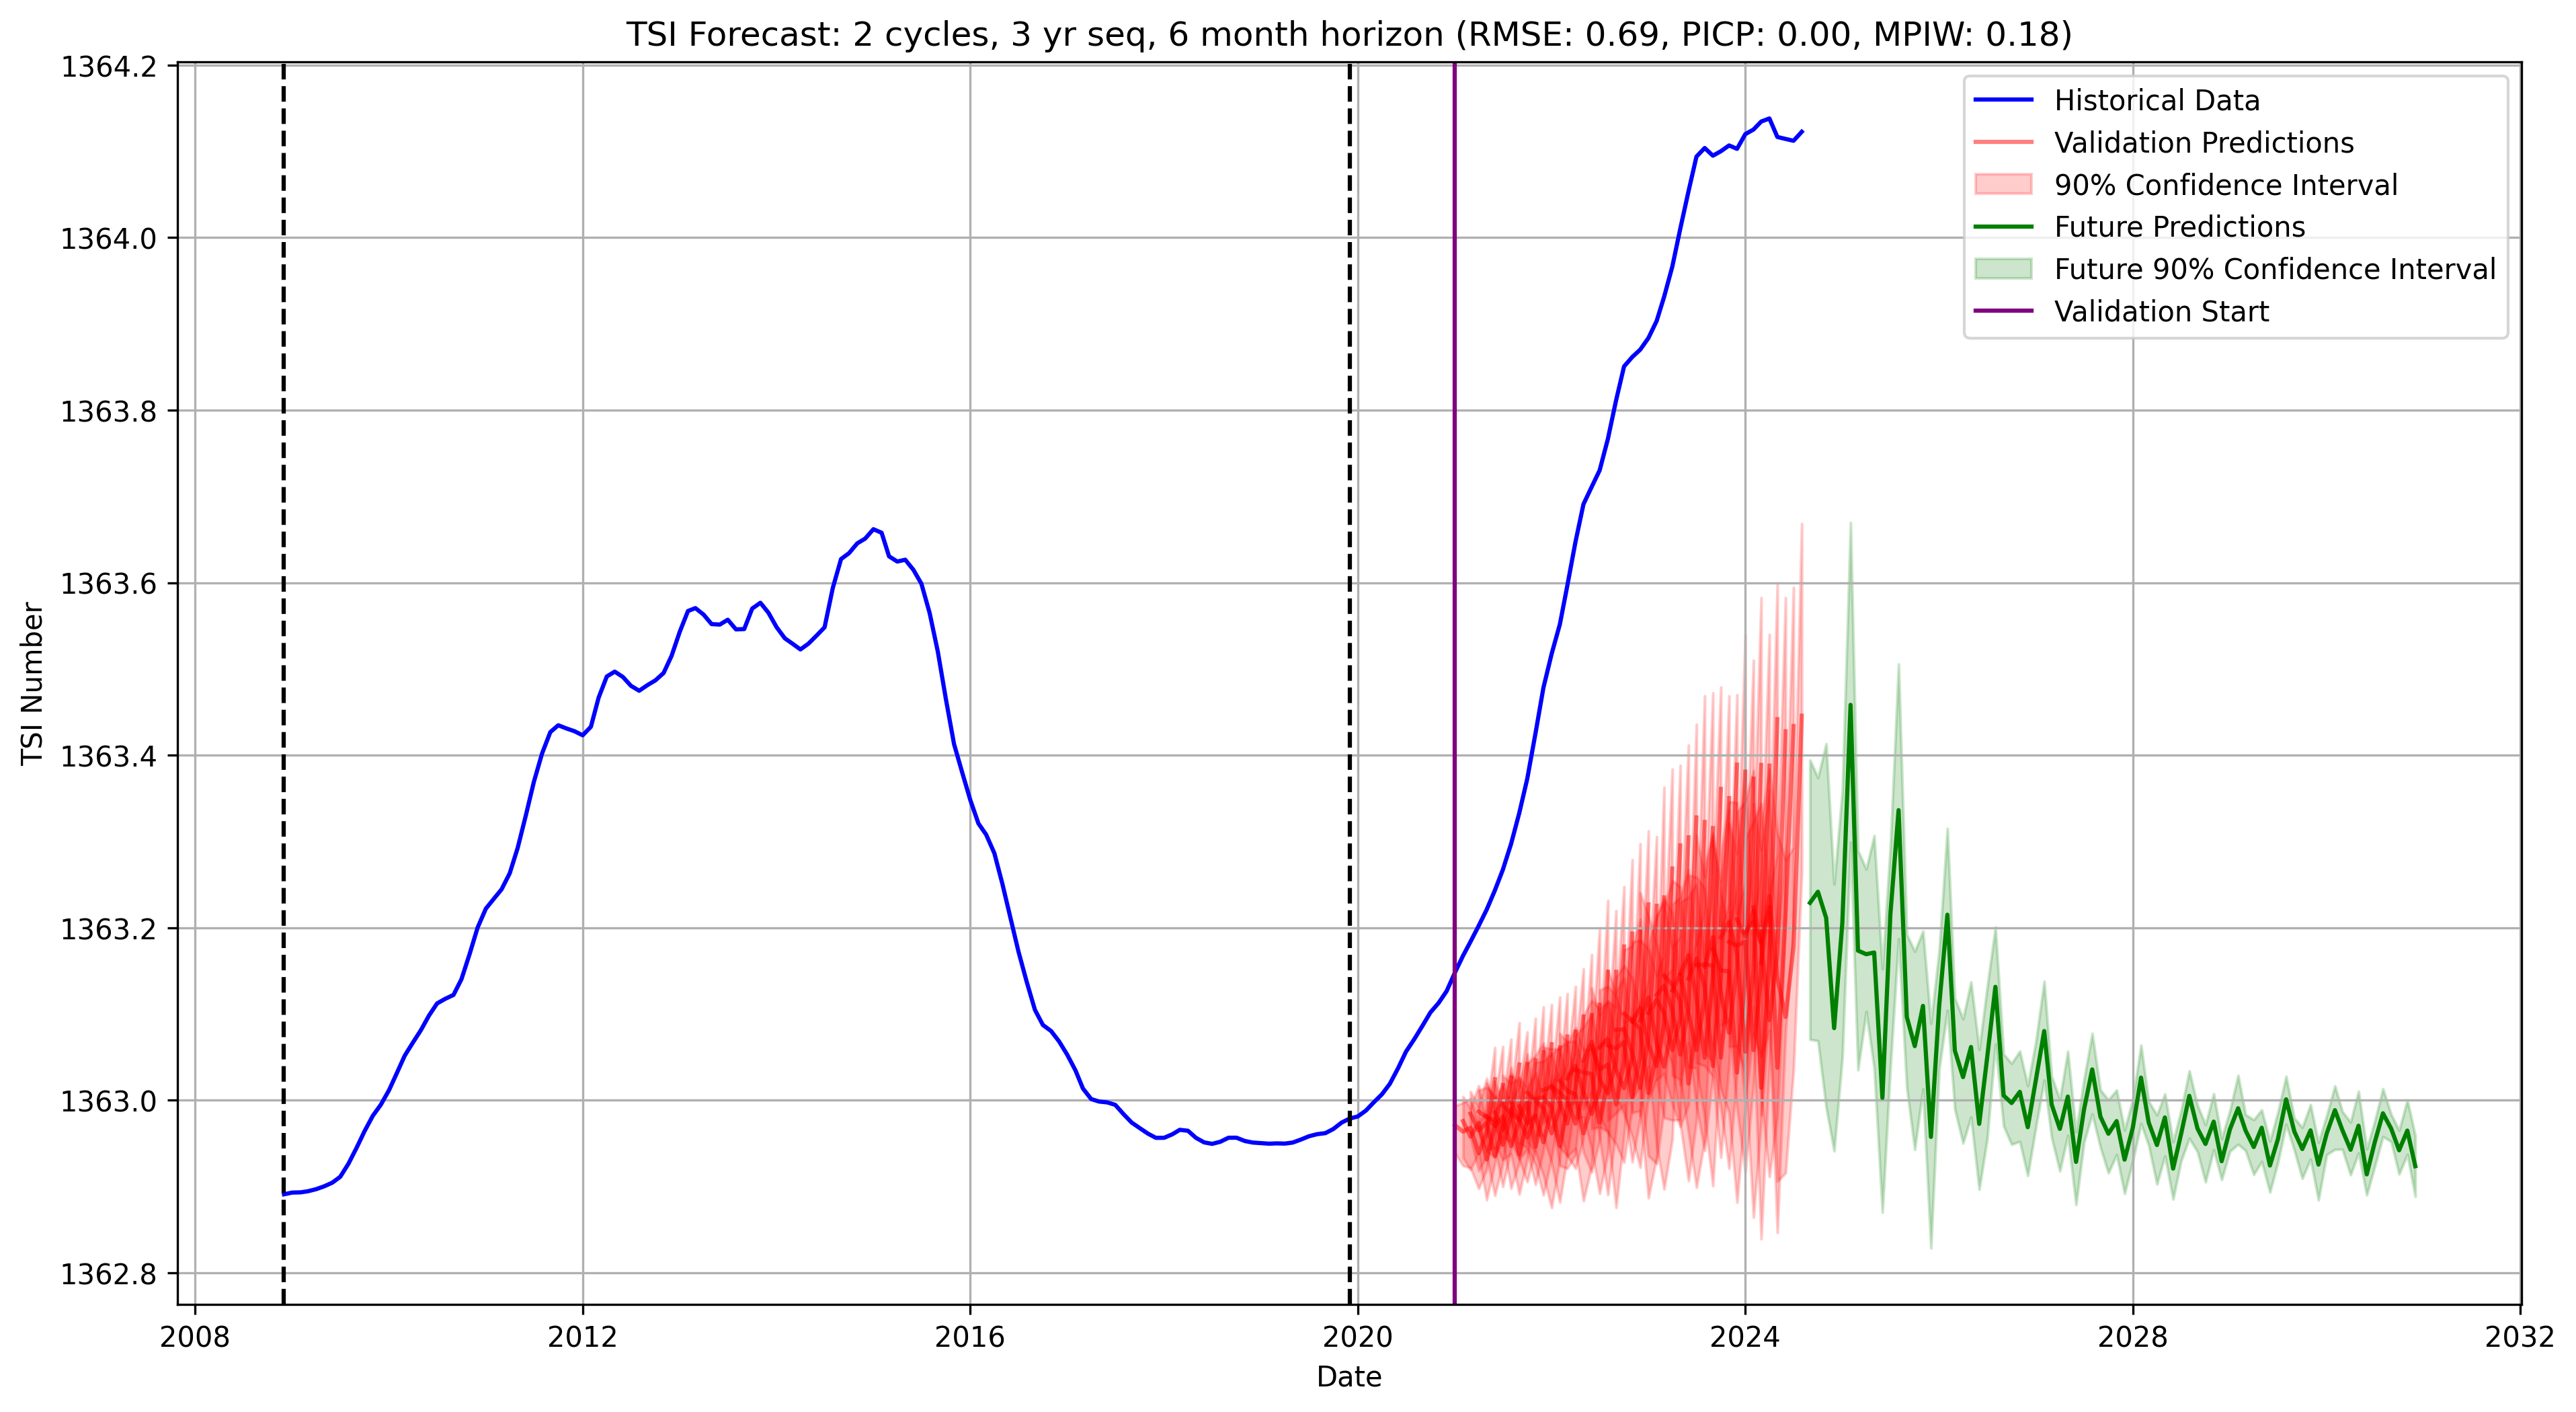 TSI Forecast: 2 cycles, 3 yr seq, 6 month horizon (RMSE: 0.69, PICP: 0.00, MPIW: 0.18)
1364.2
1364.0
1363.8
1363.6
1363.4
1363.2
1363.0
1362.8
TSI Number
Historical Data
Validation Predictions
90% Confidence Interval
Future Predictions
Future 90% Confidence Interval
Validation Start
2008 2012 2016 2020 2024 2028 2032
Date